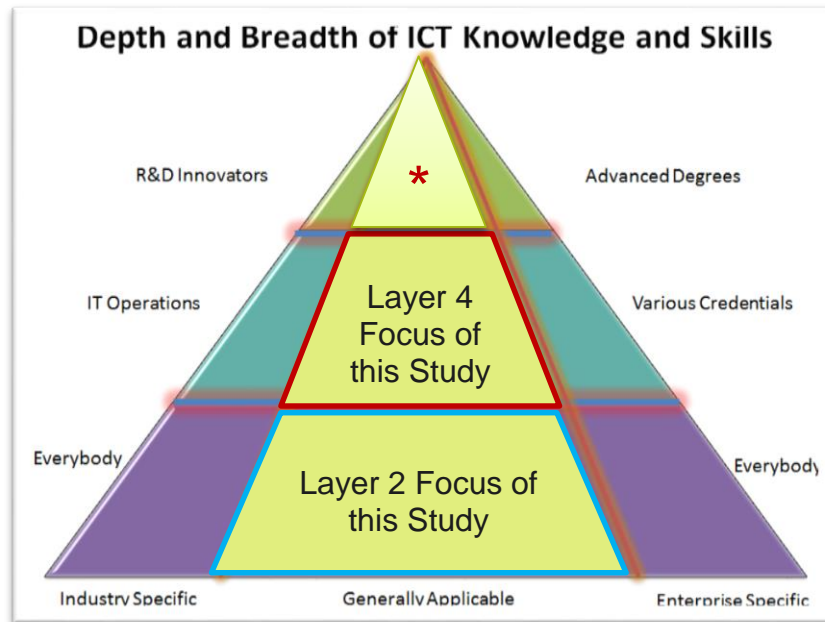 Depth and Breadth of ICT Knowledge and Skills
*
R&D Innovators
Advanced Degrees
IT Operations
Layer 4
Focus of
this Study
Various Credentials
Everybody
Layer 2 Focus of
this Study
Everybody
Industry Specific
Generally Applicable
Enterprise Specific